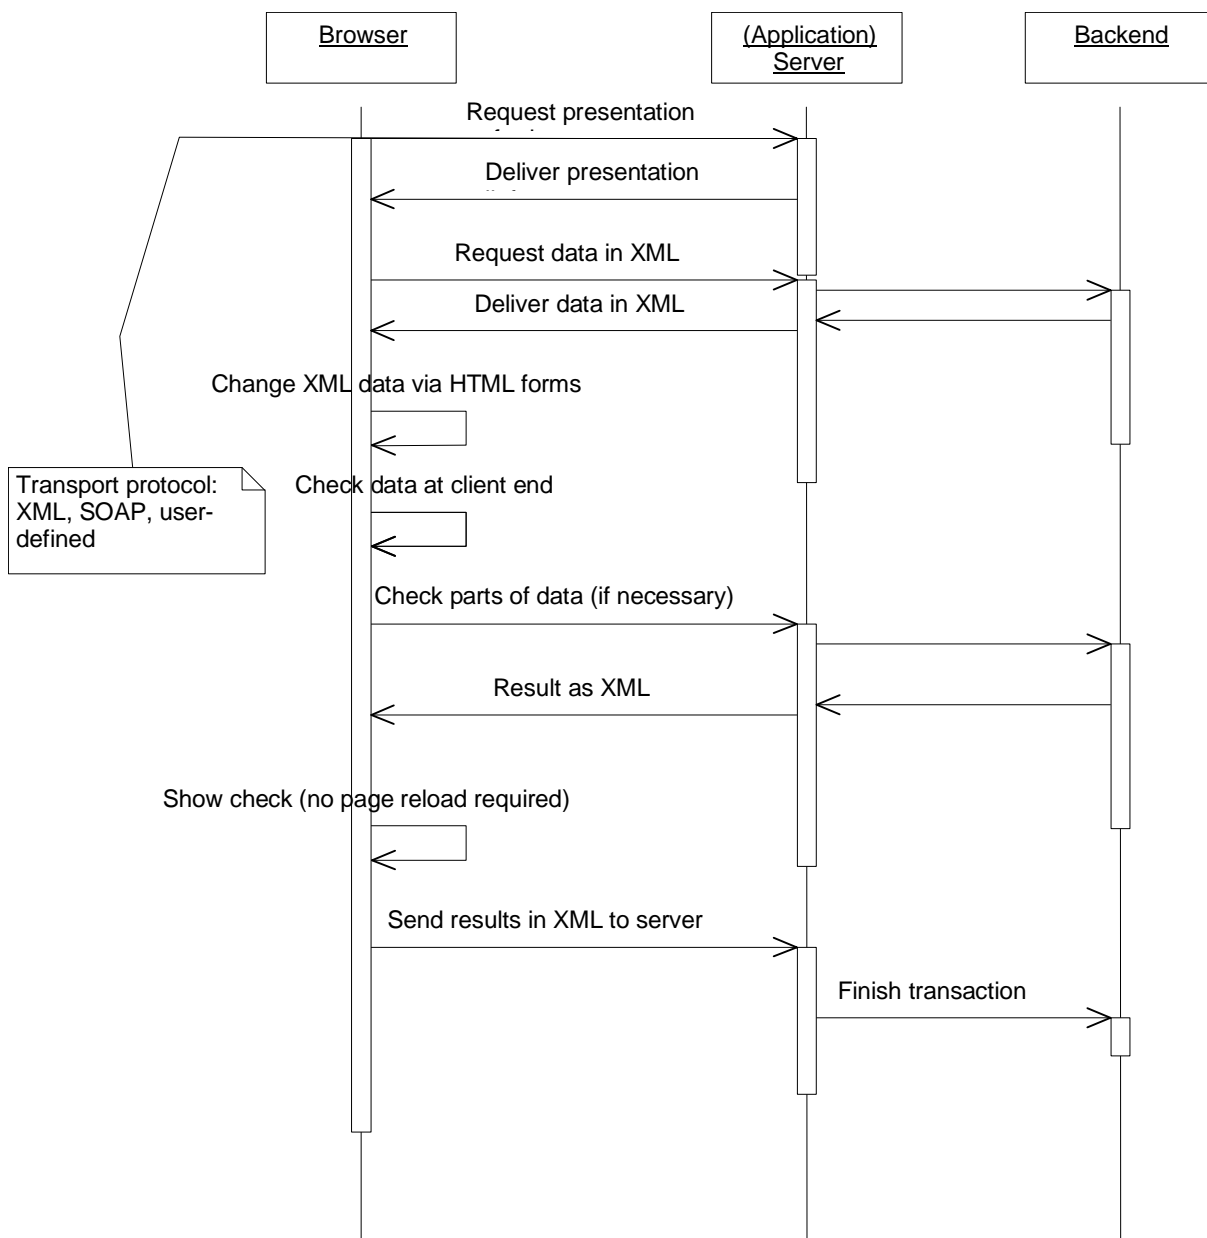 Browser
(Application)
Server
Backend
Request presentation
Deliver presentation
Request data in XML
Deliver data in XML
Change XML data via HTML forms
Transport protocol:
XML, SOAP, user-
defined
Check data at client end
Check parts of data (if necessary)
Result as XML
Show check (no page reload required)
Send results in XML to server
Finish transaction